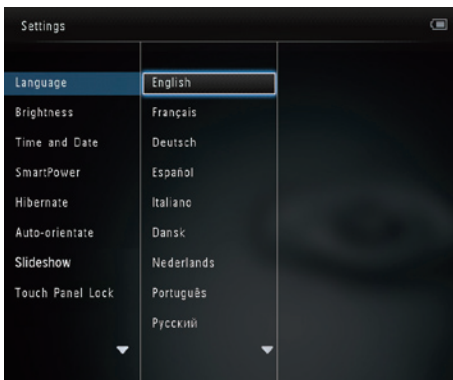 Settings
Language
Brightness
Time and Date
SmartPower
Hibernate
Auto-orientate
Slideshow
Touch Panel Lock
English
Français
Deutsch
Español
Italiano
Dansk
Nederlands
Português
Русский